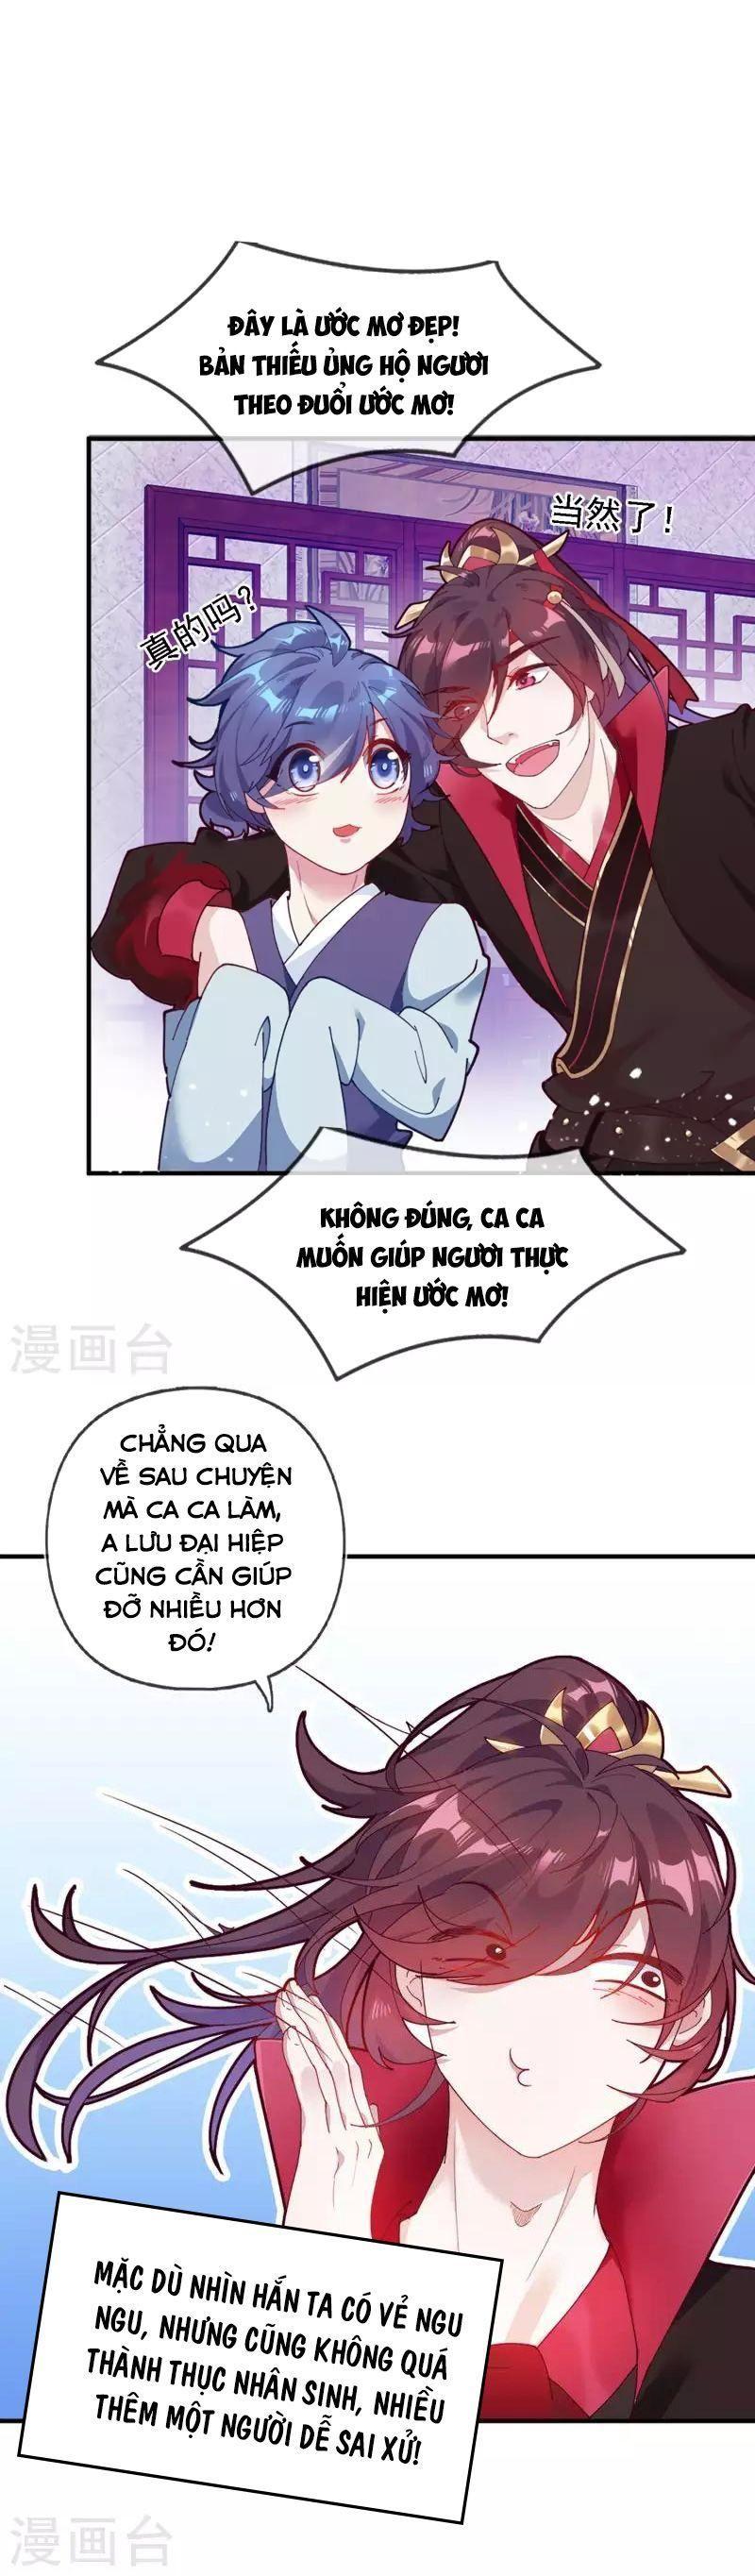 ĐÂY LÀ ƯỚC MƠ ĐẸP!
BẢN THIẾU ỦNG HỘ NGƯƠI
THEO ĐUỔI ƯỚC MƠ!
当然了!
真的吗?
KHÔNG ĐÚNG, CA CA
MUỐN GIÚP NGƯƠI THỰC
HIỆN ƯỚC MƠ!
漫画台
CHẲNG QUA
VỀ SAU CHUYỆN
MÀ CA CA LÀM,
A LƯU ĐẠI HIỆP
CŨNG CẦN GIÚP
ĐỠ NHIỀU HƠN
ĐÓ!
MẶC DÙ NHÌN HẮN TA CÓ VẺ NGU
NGU, NHƯNG CŨNG KHÔNG QUÁ
THÀNH THỤC NHÂN SINH, NHIỀU
THÊM MỘT NGƯỜI DỄ SAI XỬ!
漫画台